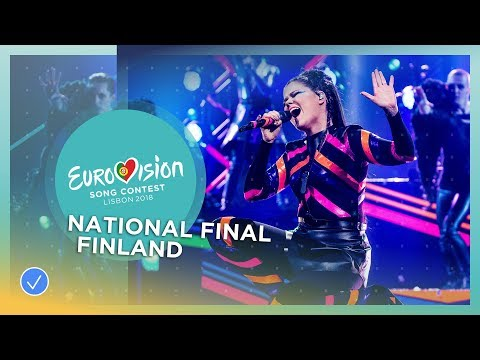 EUROVISION
SONG CONTEST
LISBON 2018
NATIONAL FINAL
FINLAND